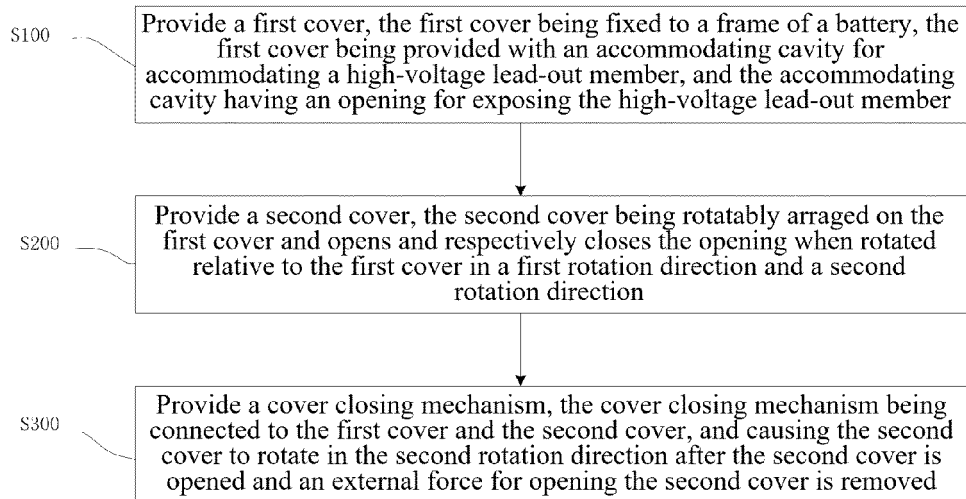 S100
Provide a first cover, the first cover being fixed to a frame of a battery, the
first cover being provided with an accommodating cavity for
accommodating a high-voltage lead-out member, and the accommodating
cavity having an opening for exposing the high-voltage lead-out member
S200
Provide a second cover, the second cover being rotatably arraged on the
first cover and opens and respectively closes the opening when rotated
relative to the first cover in a first rotation direction and a second
rotation direction
S300
Provide a cover closing mechanism, the cover closing mechanism being
connected to the first cover and the second cover, and causing the second
cover to rotate in the second rotation direction after the second cover is
opened and an external force for opening the second cover is removed